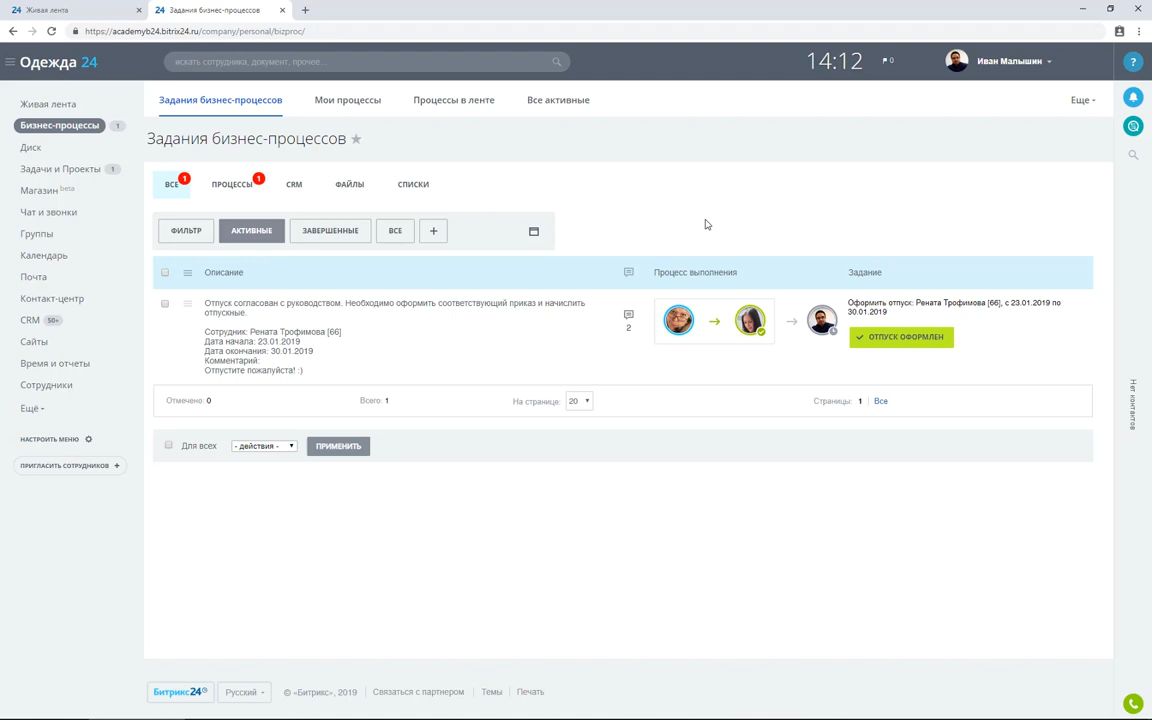 24 Живая лента
24 Задания бизнес-процессов
https://academyb24.bitrix24.ru/company/personal/bizproc/
Одежда 24
искать сотрудника, документ, прочее...
14:12
0
Иван Малышин
?
Живая лента
Бизнес-процессы 1
Диск
Задачи и Проекты 1
Магазин beta
Чат и звонки
Группы
Календарь
Почта
Контакт-центр
CRM 50+
Сайты
Время и отчеты
Сотрудники
Ещё
НАСТРОИТЬ МЕНЮ
ПРИГЛАСИТЬ СОТРУДНИКОВ +
Задания бизнес-процессов Мои процессы Процессы в ленте Все активные Еще
Задания бизнес-процессов
ВСЕ 1 ПРОЦЕССЫ 1 CRM ФАЙЛЫ СПИСКИ
ФИЛЬТР АКТИВНЫЕ ЗАВЕРШЕННЫЕ ВСЕ +
Описание Процесс выполнения Задание
Отпуск согласован с руководством. Необходимо оформить соответствующий приказ и начислить
отпускные.
Сотрудник: Рената Трофимова [66]
Дата начала: 23.01.2019
Дата окончания: 30.01.2019
Комментарий:
Отпустите пожалуйста! :)
2
Оформить отпуск: Рената Трофимова [66], с 23.01.2019 по
30.01.2019
ОТПУСК ОФОРМЛЕН
Отмечено: 0 Всего: 1 На странице: 20 Страницы: 1 Все
Для всех - действия - ПРИМЕНИТЬ
Нет контактов
Битрикс24 Русский © «Битрикс», 2019 Связаться с партнером Темы Печать